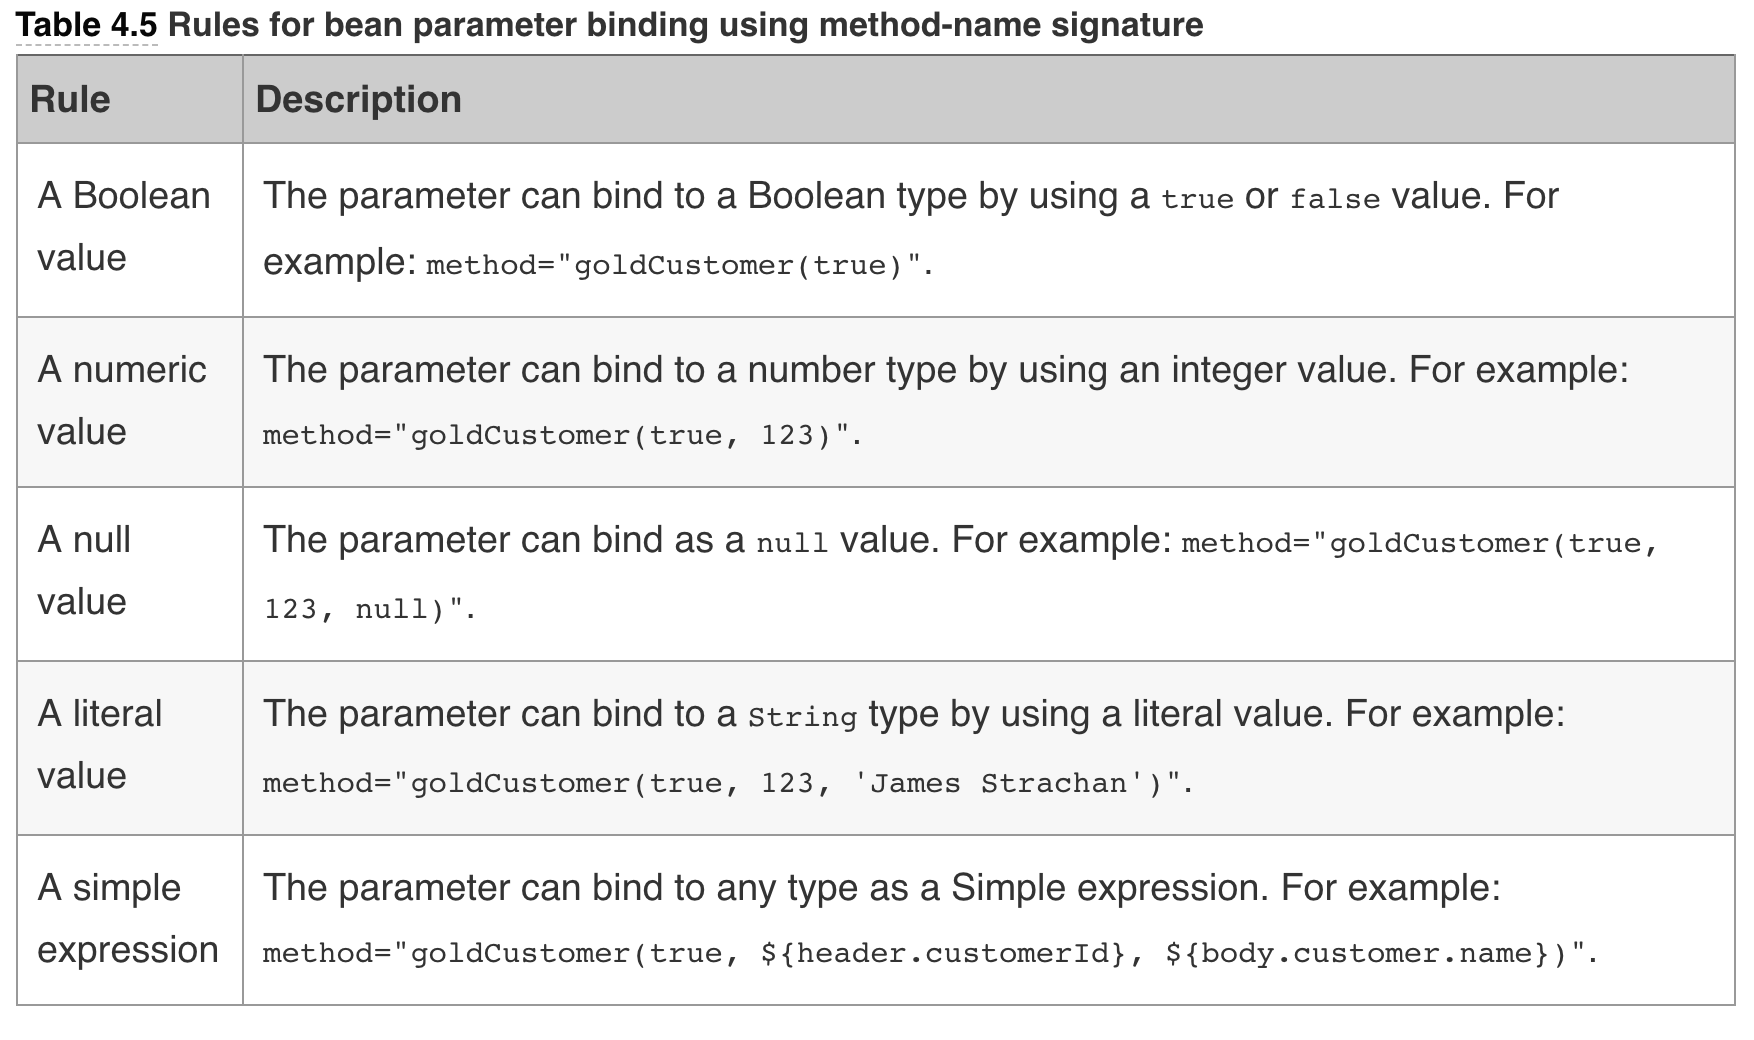 Table 4.5 Rules for bean parameter binding using method-name signature
Rule
Description
A Boolean
value
The parameter can bind to a Boolean type by using a true or false value. For
example: method="goldCustomer(true)".
A numeric
value
The parameter can bind to a number type by using an integer value. For example:
method="goldCustomer(true, 123)".
A null
value
The parameter can bind as a null value. For example: method="goldCustomer(true,
123, null)".
A literal
value
The parameter can bind to a String type by using a literal value. For example:
method="goldCustomer(true, 123, 'James Strachan')".
A simple
expression
The parameter can bind to any type as a Simple expression. For example:
method="goldCustomer(true, ${header.customerId}, ${body.customer.name})".